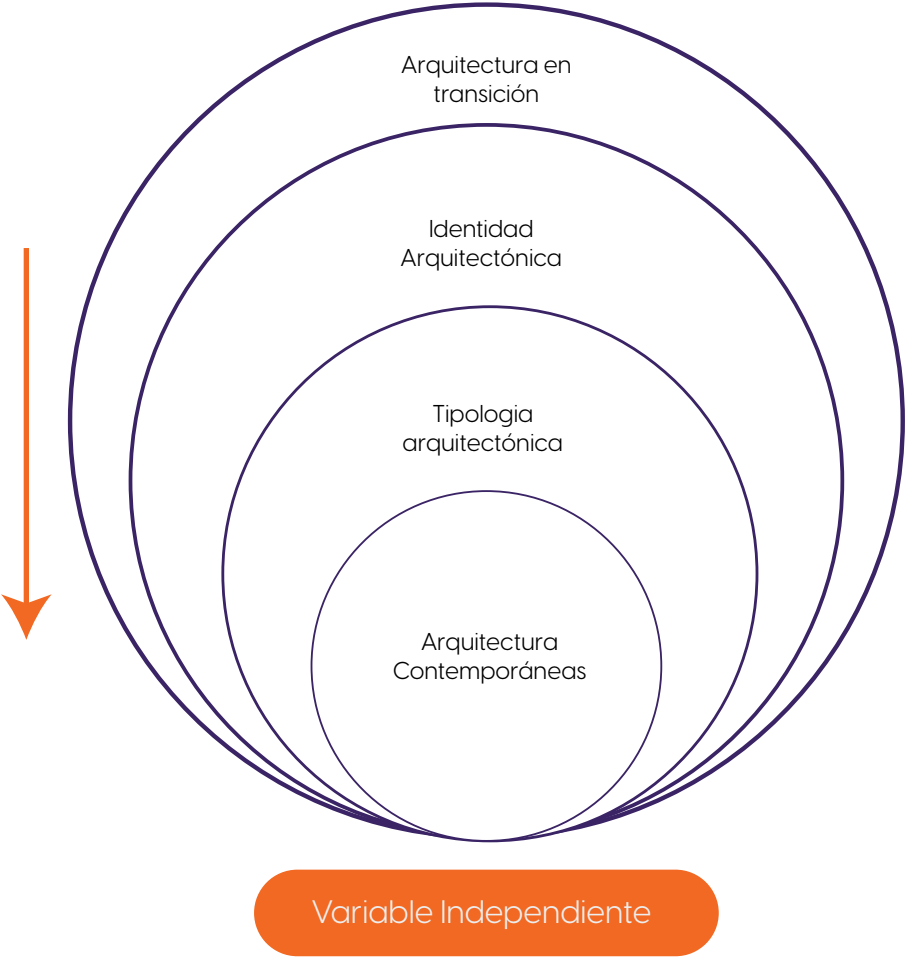 Arquitectura en
transición
Identidad
Arquitectónica
Tipologia
arquitectónica
Arquitectura
Contemporáneas
Variable Independiente